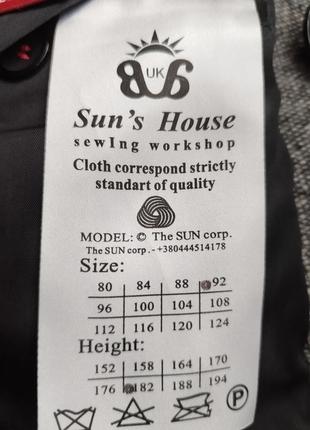 UK
Sun's House
sewIng workshop
Cloth correspond strictly
standart of quality
MODEL: © The SUN corp.
The SUN corp. - +380444514178
Size:
80 84 88 92
96 100 104 108
112 116 120 124
Height:
152 158 164 170
176 182 188 194
P